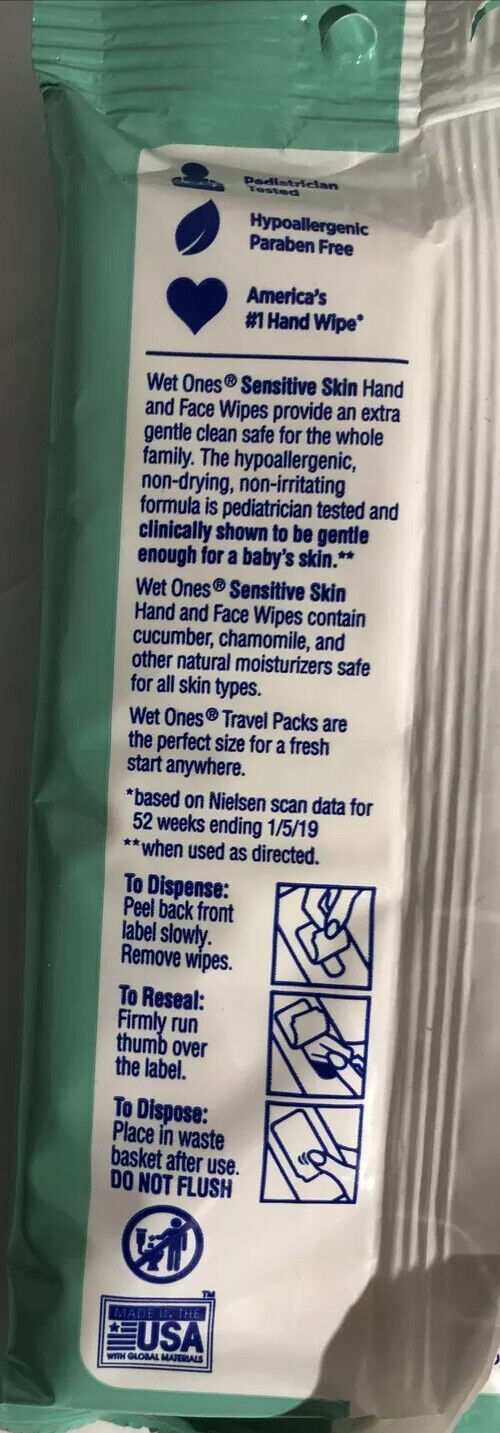 Pediatrician
Tested
Hypoallergenic
Paraben Free
America's
#1 Hand Wipe*
Wet Ones® Sensitive Skin Hand
and Face Wipes provide an extra
gentle clean safe for the whole
family. The hypoallergenic,
non-drying, non-irritating
formula is pediatrician tested and
clinically shown to be gentle
enough for a baby's skin.**
Wet Ones® Sensitive Skin
Hand and Face Wipes contain
cucumber, chamomile, and
other natural moisturizers safe
for all skin types.
Wet Ones® Travel Packs are
the perfect size for a fresh
start anywhere.
*based on Nielsen scan data for
52 weeks ending 1/5/19
**when used as directed.
To Dispense:
Peel back front
label slowly.
Remove wipes.
To Reseal:
Firmly run
thumb over
the label.
To Dispose:
Place in waste
basket after use.
DO NOT FLUSH
MADE IN THE
USA
TM
WITH GLOBAL MATERIALS